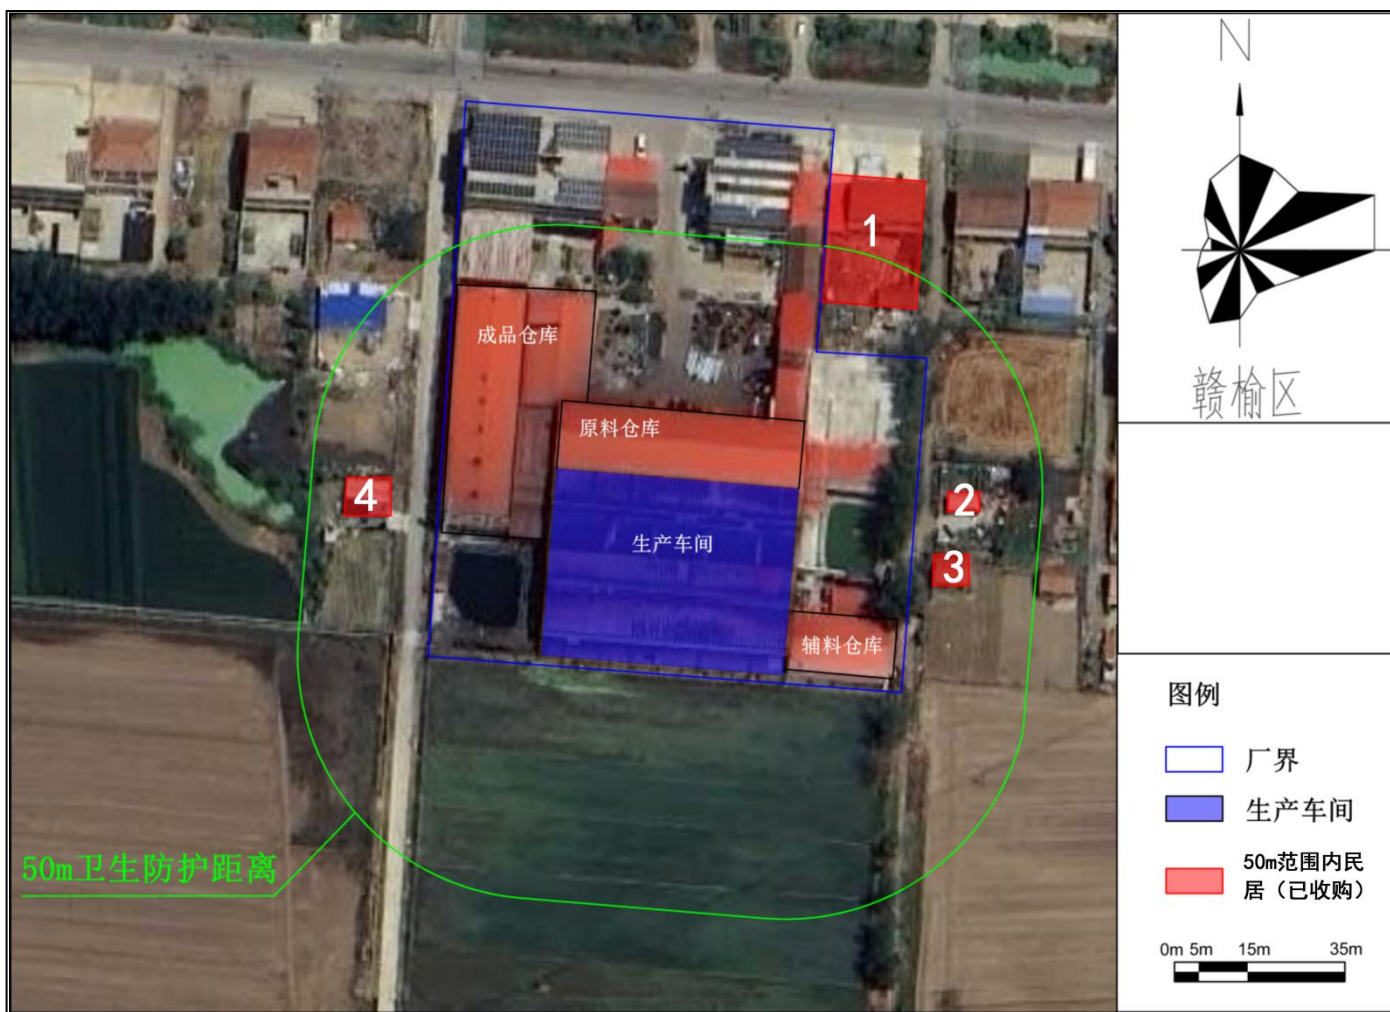 N
赣榆区
1
成品仓库
原料仓库
4
2
生产车间
3
辅料仓库
50m卫生防护距离
图例
厂界
生产车间
50m范围内民
居（已收购）
0m 5m 15m 35m